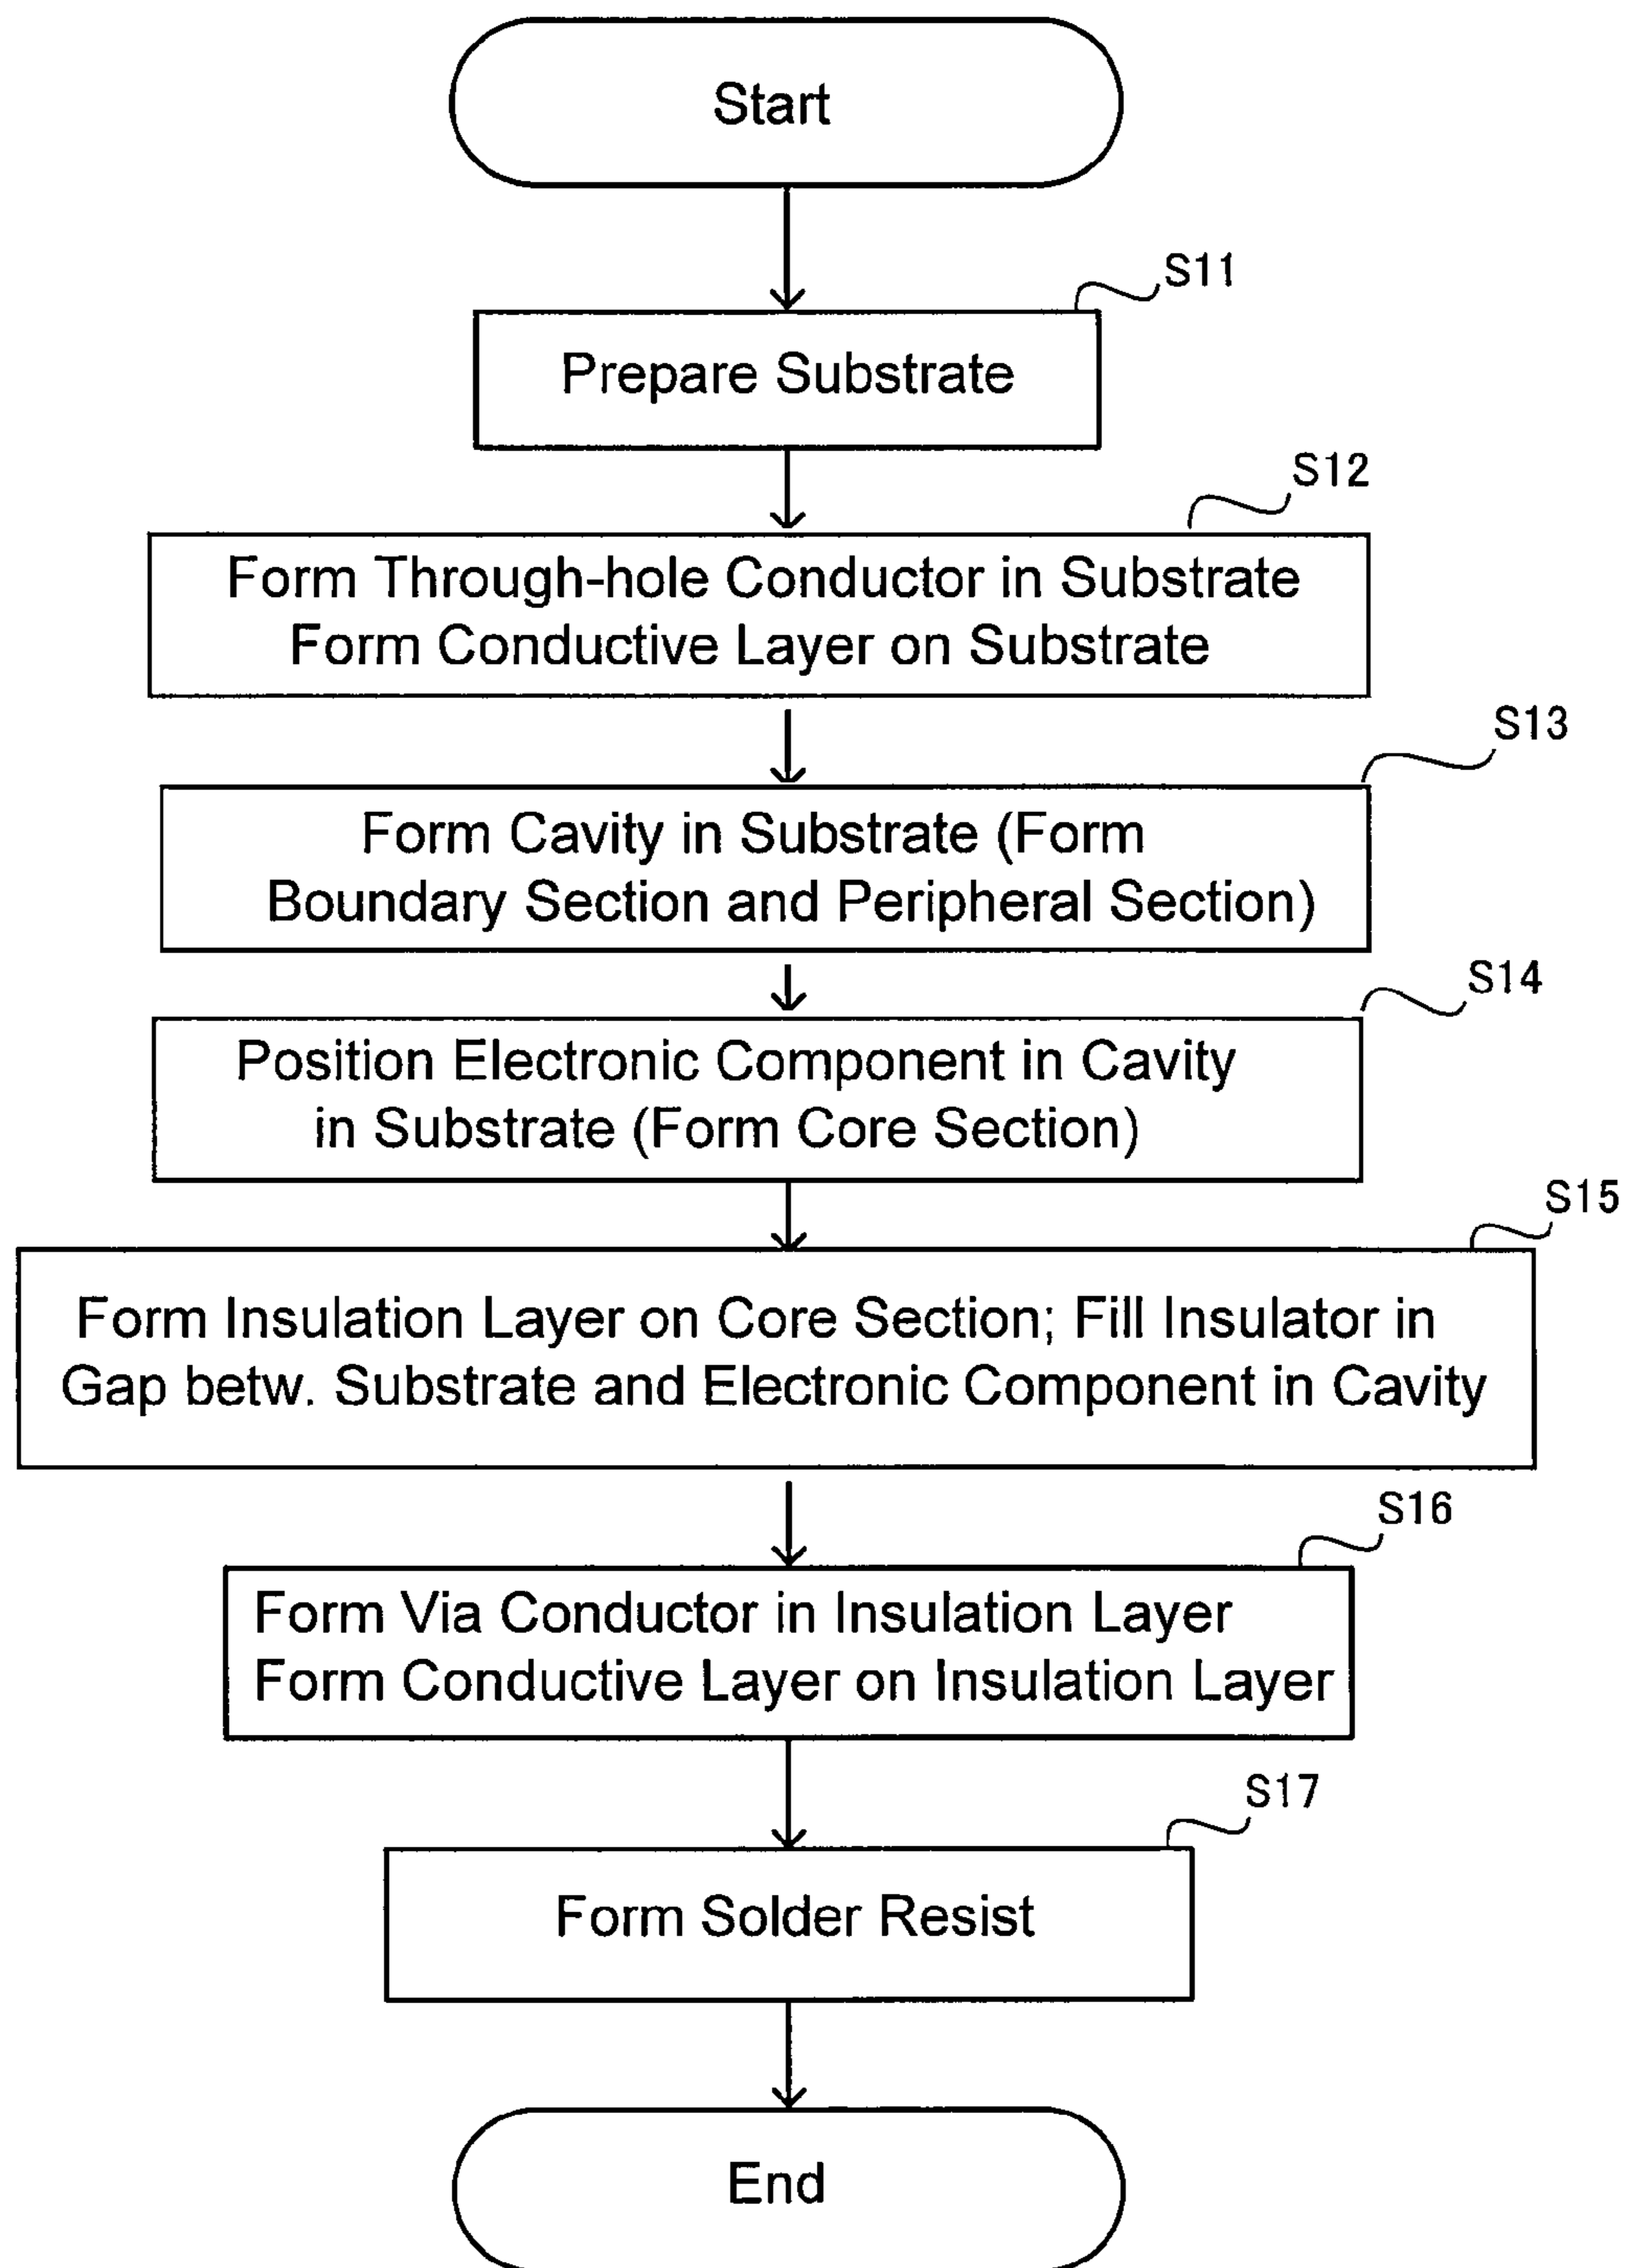 Start
S11
Prepare Substrate
S12
Form Through-hole Conductor in Substrate
Form Conductive Layer on Substrate
S13
Form Cavity in Substrate (Form
Boundary Section and Peripheral Section)
S14
Position Electronic Component in Cavity
in Substrate (Form Core Section)
S15
Form Insulation Layer on Core Section; Fill Insulator in
Gap betw. Substrate and Electronic Component in Cavity
S16
Form Via Conductor in Insulation Layer
Form Conductive Layer on Insulation Layer
S17
Form Solder Resist
End